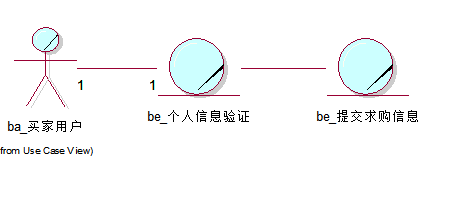 1
1
ba_买家用户
be_个人信息验证
be_提交求购信息
from Use Case View)